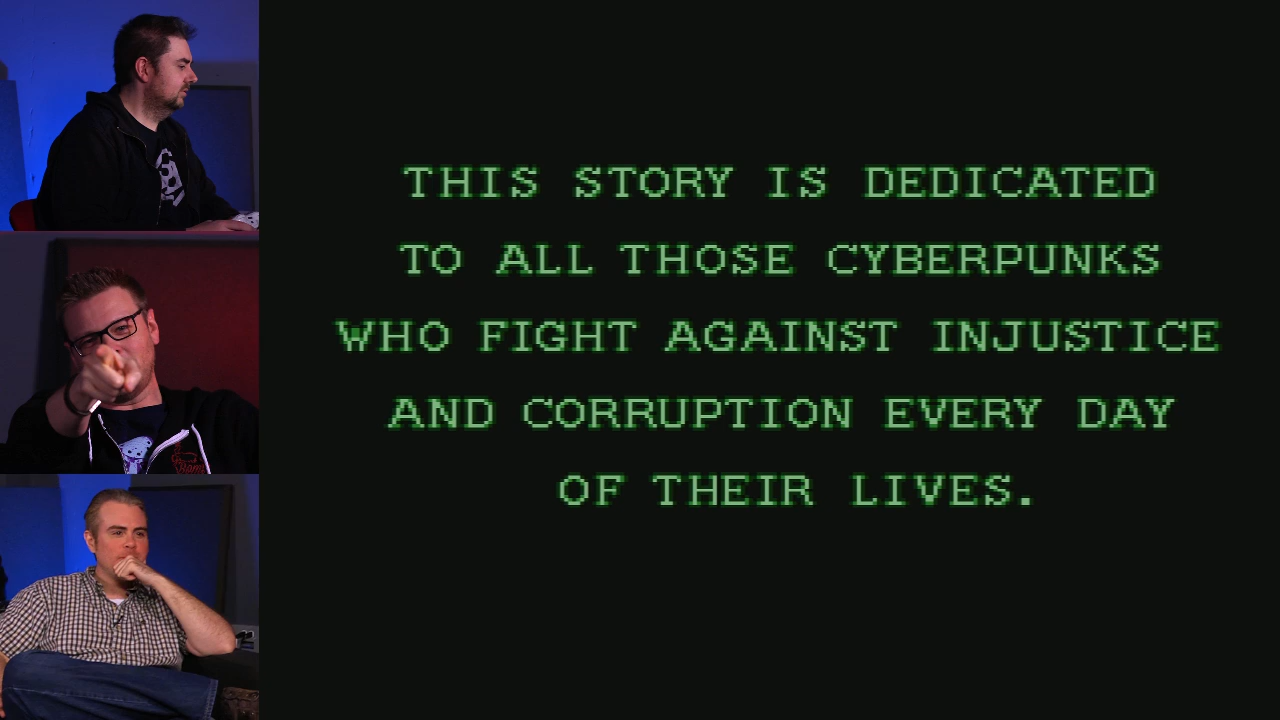 THIS STORY IS DEDICATED
TO ALL THOSE CYBERPUNKS
WHO FIGHT AGAINST INJUSTICE
AND CORRUPTION EVERY DAY
OF THEIR LIVES.